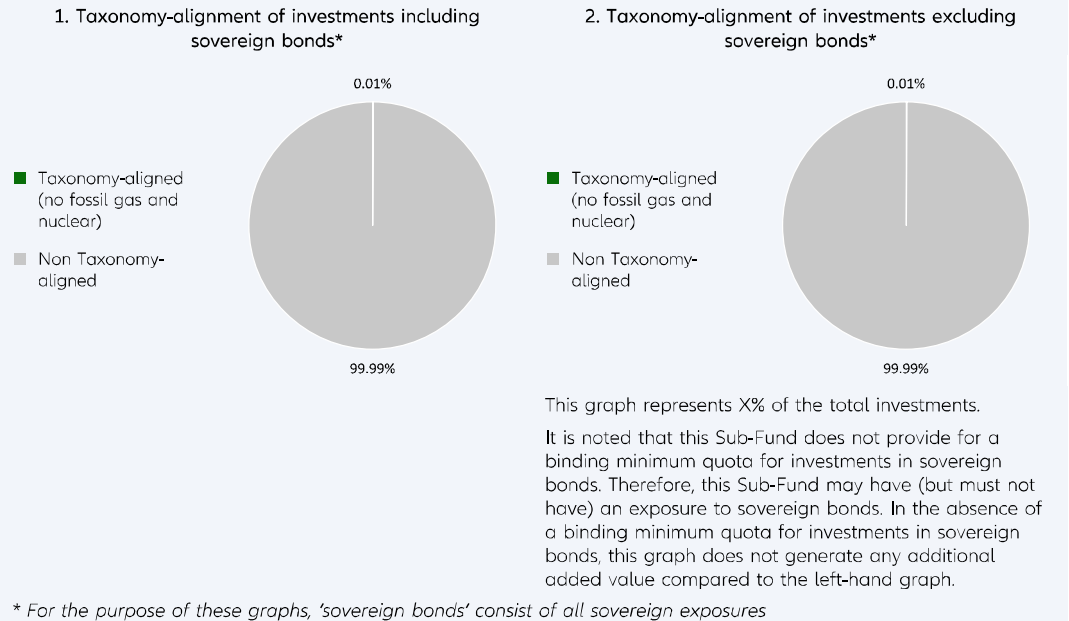 1. Taxonomy-alignment of investments including
sovereign bonds*
0.01%
Taxonomy-aligned
(no fossil gas and
nuclear)
Non Taxonomy-
aligned
99.99%
2. Taxonomy-alignment of investments excluding
sovereign bonds*
0.01%
Taxonomy-aligned
(no fossil gas and
nuclear)
Non Taxonomy-
aligned
99.99%
This graph represents X% of the total investments.
It is noted that this Sub-Fund does not provide for a
binding minimum quota for investments in sovereign
bonds. Therefore, this Sub-Fund may have (but must not
have) an exposure to sovereign bonds. In the absence of
a binding minimum quota for investments in sovereign
bonds, this graph does not generate any additional
added value compared to the left-hand graph.
* For the purpose of these graphs, 'sovereign bonds' consist of all sovereign exposures